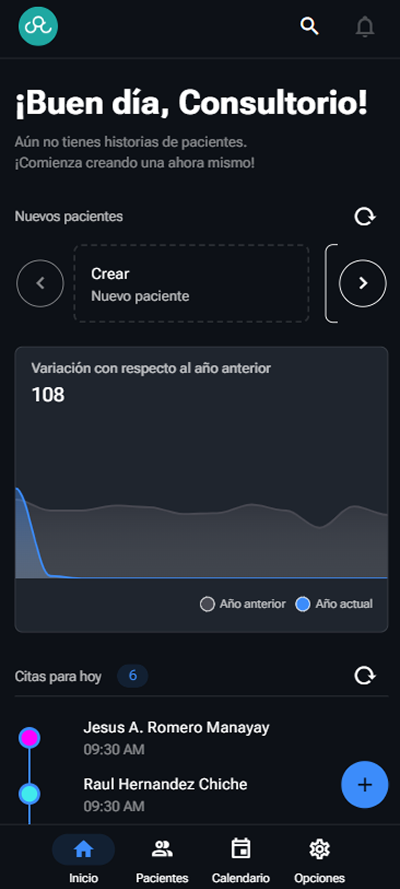 ¡Buen día, Consultorio!
Aún no tienes historias de pacientes.
¡Comienza creando una ahora mismo!
Nuevos pacientes
Crear
Nuevo paciente
Variación con respecto al año anterior
108
Año anterior
Año actual
Citas para hoy
6
Jesus A. Romero Manayay
09:30 AM
Raul Hernandez Chiche
09:30 AM
Inicio
Pacientes
Calendario
Opciones